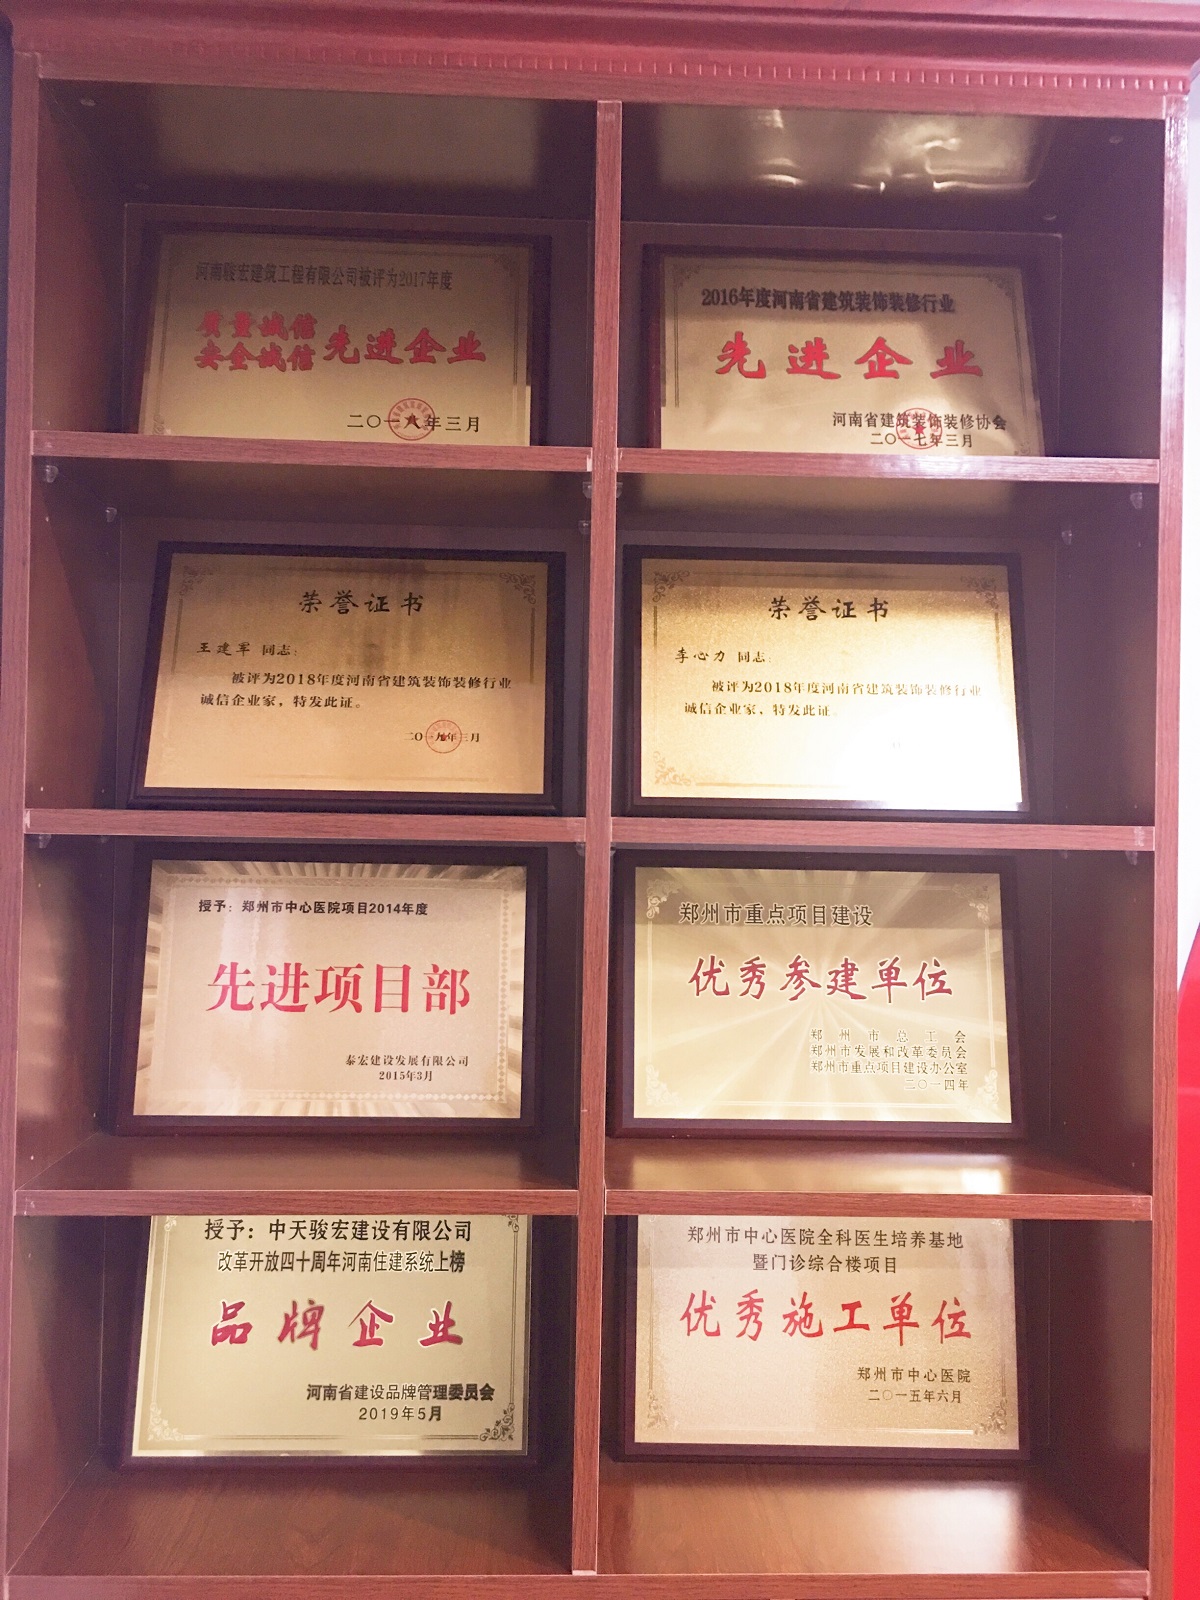 河南骏宏建筑工程有限公司被评为2017年度
质量诚信
安全诚信
先进企业
二〇一八年三月
2016年度河南省建筑装饰装修行业
先进企业
河南省建筑装饰装修协会
二〇一七年三月
荣誉证书
王建军 同志：
被评为2018年度河南省建筑装饰装修行业
诚信企业家，特发此证。
二〇一九年三月
荣誉证书
李心力 同志：
被评为2018年度河南省建筑装饰装修行业
诚信企业家，特发此证
授予：郑州市中心医院项目2014年度
先进项目部
泰宏建设发展有限公司
2015年3月
郑州市重点项目建设
优秀参建单位
郑州市总工会
郑州市发展和改革委员会
郑州市重点项目建设办公室
二〇一四年
授予：中天骏宏建设有限公司
改革开放四十周年河南住建系统上榜
品牌企业
河南省建设品牌管理委员会
2019年5月
郑州市中心医院全科医生培养基地
暨门诊综合楼项目
优秀施工单位
郑州市中心医院
二〇一五年六月